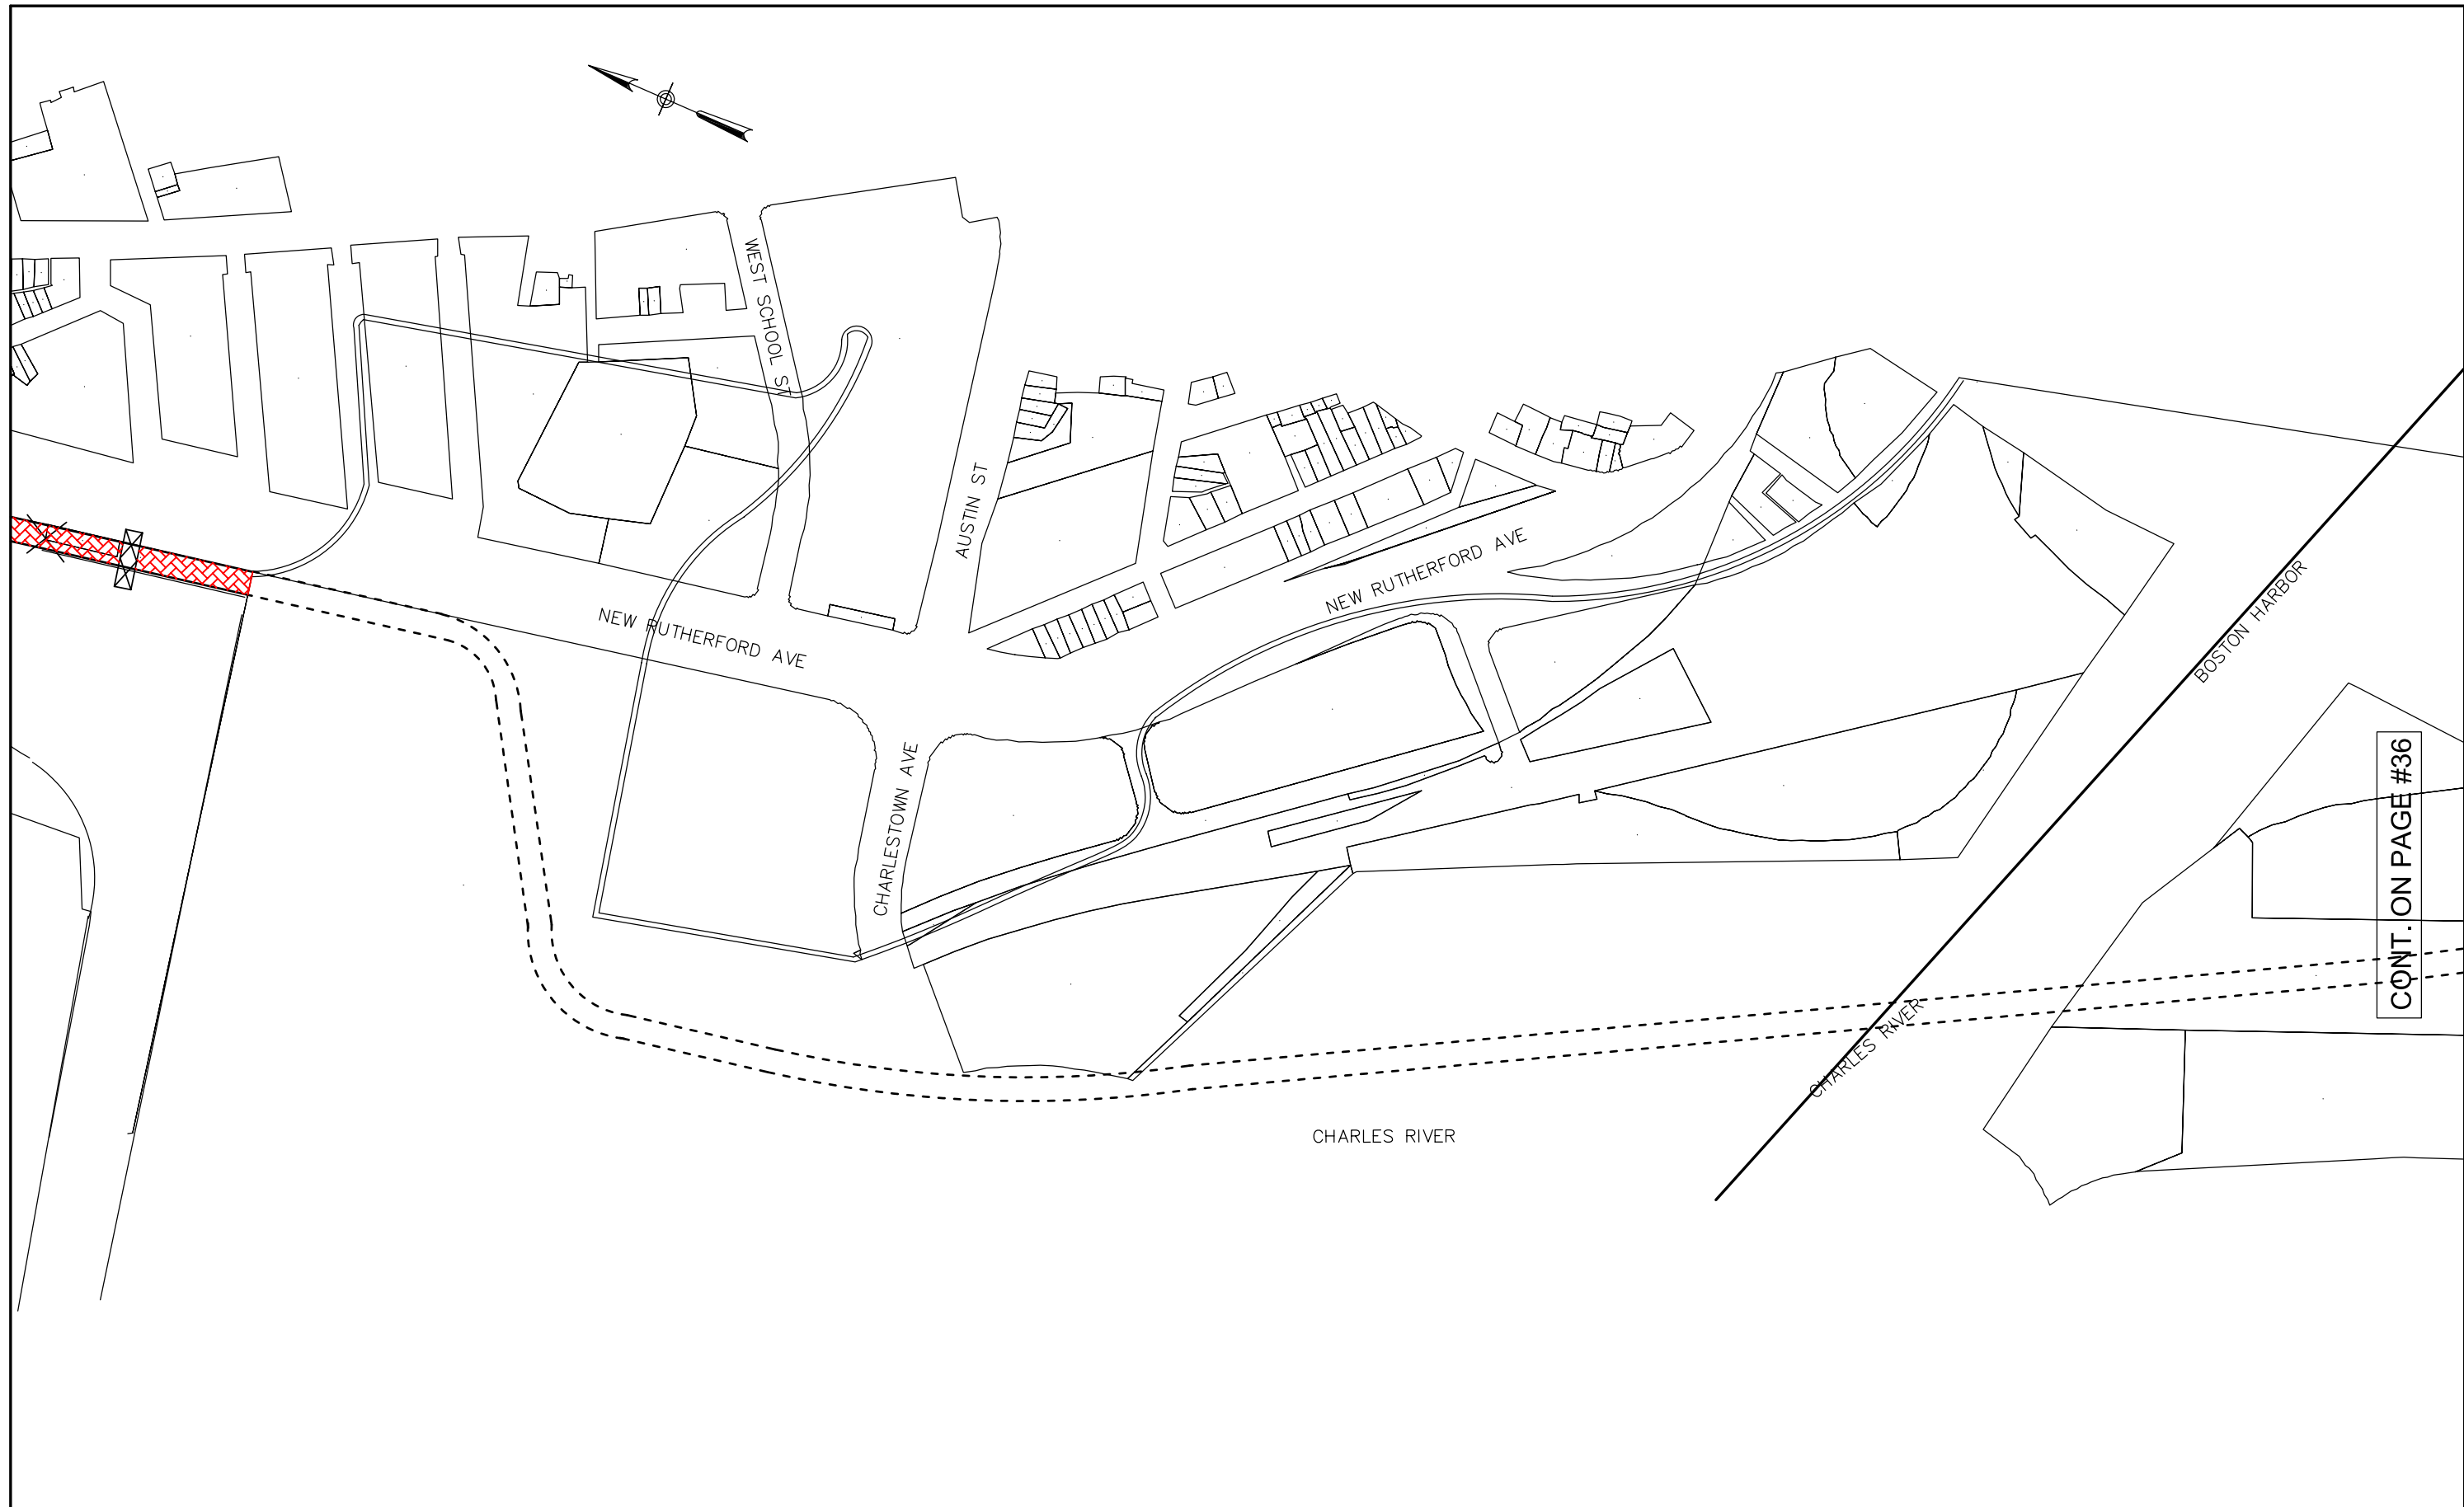 WEST SCHOOL ST
AUSTIN ST
NEW RUTHERFORD AVE
NEW RUTHERFORD AVE
BOSTON HARBOR
CHARLESTOWN AVE
CONT. ON PAGE #36
CHARLES RIVER
CHARLES RIVER